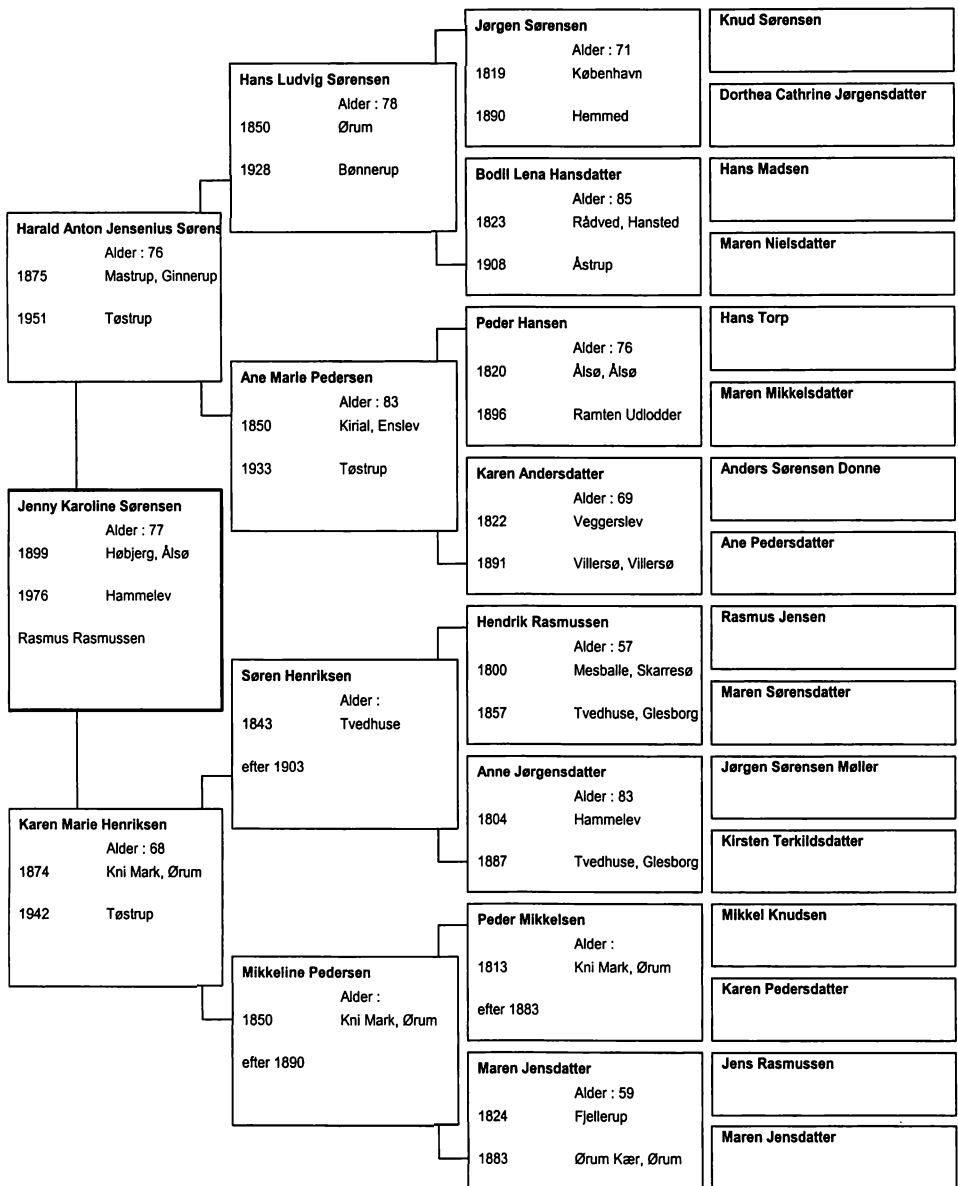 Harald Anton Jensenius Sørens
Alder : 76
1875 Mastrup, Ginnerup
1951 Tøstrup
Jenny Karoline Sørensen
Alder : 77
1899 Høbjerg, Ålsø
1976 Hammelev
Rasmus Rasmussen
Karen Marie Henriksen
Alder : 68
1874 Kni Mark, Ørum
1942 Tøstrup
Hans Ludvig Sørensen
Alder : 78
1850 Ørum
1928 Bønnerup
Ane Marie Pedersen
Alder : 83
1850 Kirial, Enslev
1933 Tøstrup
Søren Henriksen
Alder :
1843 Tvedhuse
efter 1903
Mikkeline Pedersen
Alder :
1850 Kni Mark, Ørum
efter 1890
Jørgen Sørensen
Alder : 71
1819 København
1890 Hemmed
Bodil Lena Hansdatter
Alder : 85
1823 Rådved, Hansted
1908 Åstrup
Peder Hansen
Alder : 76
1820 Ålsø, Ålsø
1896 Ramten Udlodder
Karen Andersdatter
Alder : 69
1822 Veggerslev
1891 Villersø, Villersø
Hendrik Rasmussen
Alder : 57
1800 Mesballe, Skarresø
1857 Tvedhuse, Glesborg
Anne Jørgensdatter
Alder : 83
1804 Hammelev
1887 Tvedhuse, Glesborg
Peder Mikkelsen
Alder :
1813 Kni Mark, Ørum
efter 1883
Maren Jensdatter
Alder : 59
1824 Fjellerup
1883 Ørum Kær, Ørum
Knud Sørensen
Dorthea Cathrine Jørgensdatter
Hans Madsen
Maren Nielsdatter
Hans Torp
Maren Mikkelsdatter
Anders Sørensen Donne
Ane Pedersdatter
Rasmus Jensen
Maren Sørensdatter
Jørgen Sørensen Møller
Kirsten Terkildsdatter
Mikkel Knudsen
Karen Pedersdatter
Jens Rasmussen
Maren Jensdatter